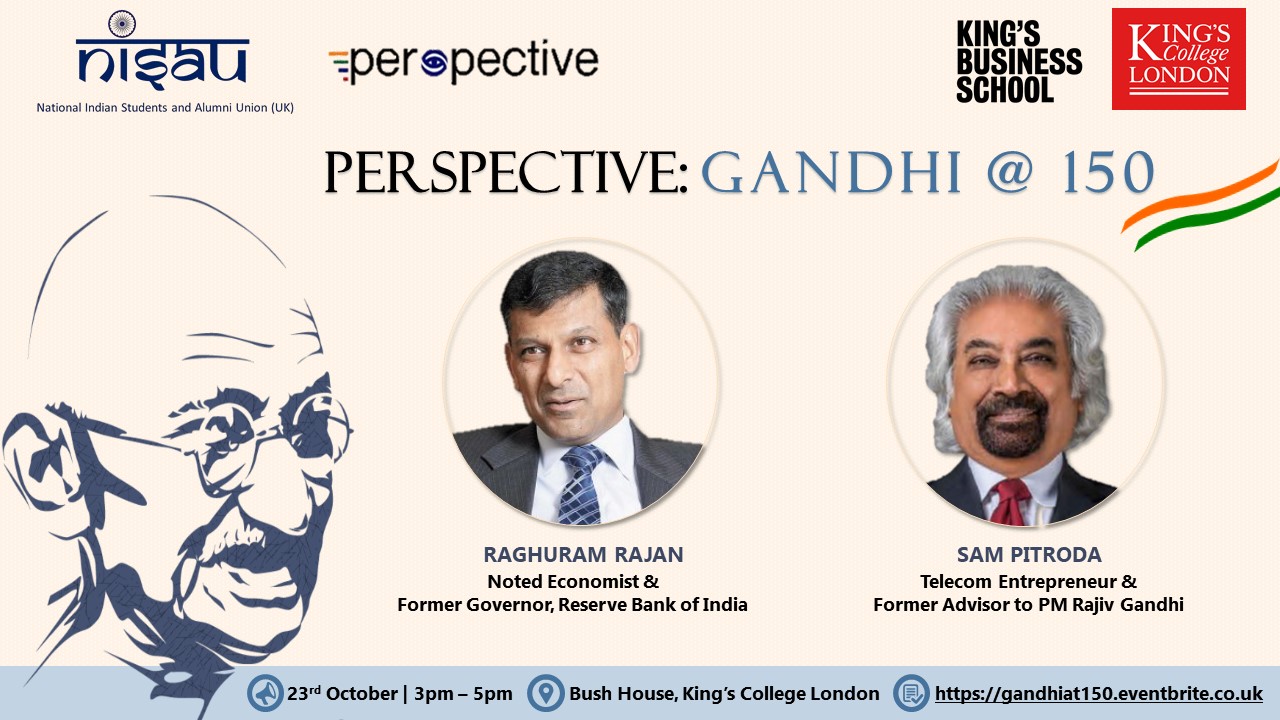 nisau
National Indian Students and Alumni Union (UK)
perspective
KING'S
BUSINESS
SCHOOL
KING'S
College
LONDON
PERSPECTIVE: GANDHI @ 150
RAGHURAM RAJAN
Noted Economist &
Former Governor, Reserve Bank of India
SAM PITRODA
Telecom Entrepreneur &
Former Advisor to PM Rajiv Gandhi
23rd October | 3pm – 5pm
Bush House, King's College London
https://gandhiat150.eventbrite.co.uk